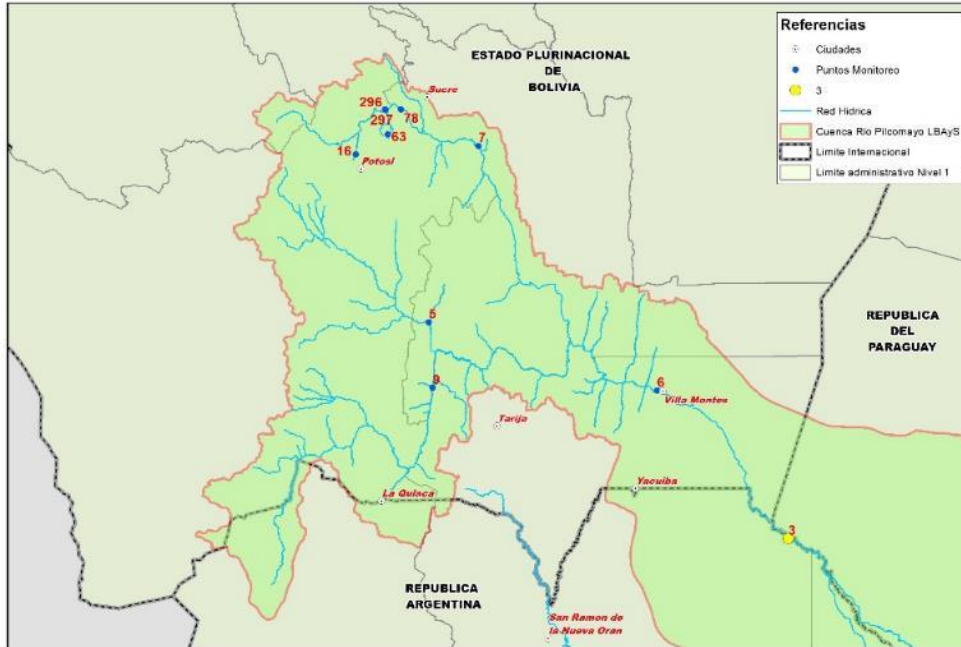 Referencias
Ciudades
Puntos Monitoreo
3
Red Hídrica
Cuenca Rio Pilcomayo LBAyS
Limite Internacional
Limite administrativo Nivel 1
ESTADO PLURINACIONAL
DE
BOLIVIA
Sucre
296
297
78
63
7
16
Potosí
REPUBLICA
DEL
PARAGUAY
5
9
6
Villa Montes
Tarija
Yacuiba
La Quiaca
3
REPUBLICA
ARGENTINA
San Ramon de
la Nueva Oran